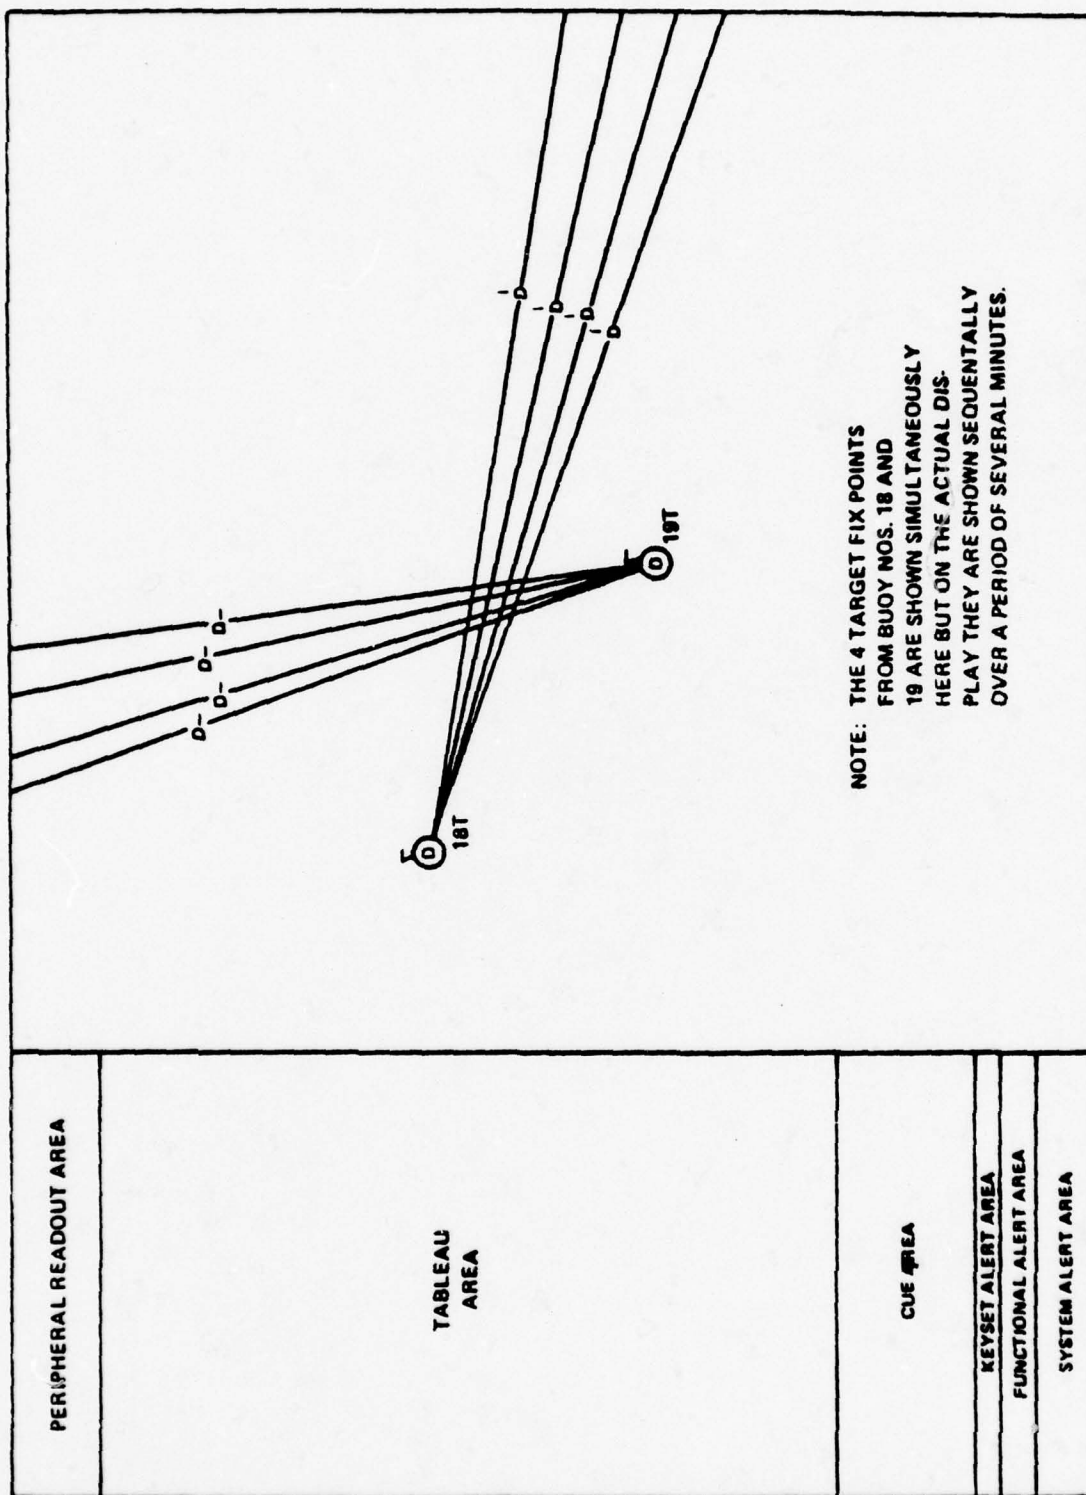 PERIPHERAL READOUT AREA
TABLEAU
AREA
CUE AREA
KEYSET ALERT AREA
FUNCTIONAL ALERT AREA
SYSTEM ALERT AREA
D
18T
D
19T
D
D
D
D
D
D
D
D
NOTE: THE 4 TARGET FIX POINTS
FROM BUOY NOS. 18 AND
19 ARE SHOWN SIMULTANEOUSLY
HERE BUT ON THE ACTUAL DIS-
PLAY THEY ARE SHOWN SEQUENTALLY
OVER A PERIOD OF SEVERAL MINUTES.